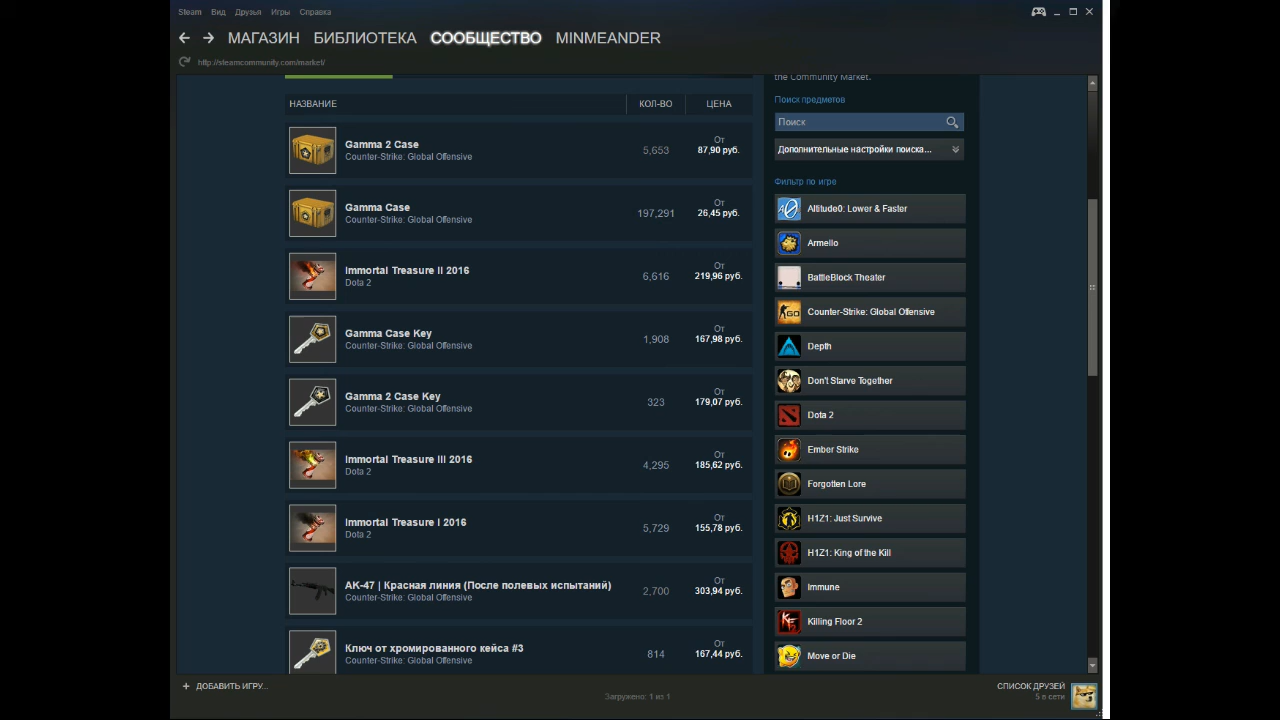 Steam Вид Друзья Игры Справка
МАГАЗИН БИБЛИОТЕКА СООБЩЕСТВО MINMEANDER
http://steamcommunity.com/market/
НАЗВАНИЕ КОЛ-ВО ЦЕНА
Gamma 2 Case
Counter-Strike: Global Offensive
5,653
От
87,90 руб.
Gamma Case
Counter-Strike: Global Offensive
197,291
От
26,45 руб.
Immortal Treasure II 2016
Dota 2
6,616
От
219,96 руб.
Gamma Case Key
Counter-Strike: Global Offensive
1,908
От
167,98 руб.
Gamma 2 Case Key
Counter-Strike: Global Offensive
323
От
179,07 руб.
Immortal Treasure III 2016
Dota 2
4,295
От
185,62 руб.
Immortal Treasure I 2016
Dota 2
5,729
От
155,78 руб.
AK-47 | Красная линия (После полевых испытаний)
Counter-Strike: Global Offensive
2,700
От
303,94 руб.
Ключ от хромированного кейса #3
Counter-Strike: Global Offensive
814
От
167,44 руб.
the Community Market.
Поиск предметов
Поиск
Дополнительные настройки поиска...
Фильтр по игре
Altitude0: Lower & Faster
Armello
BattleBlock Theater
Counter-Strike: Global Offensive
Depth
Don't Starve Together
Dota 2
Ember Strike
Forgotten Lore
H1Z1: Just Survive
H1Z1: King of the Kill
Immune
Killing Floor 2
Move or Die
+ ДОБАВИТЬ ИГРУ...
Загружено: 1 из 1
СПИСОК ДРУЗЕЙ
5 в сети